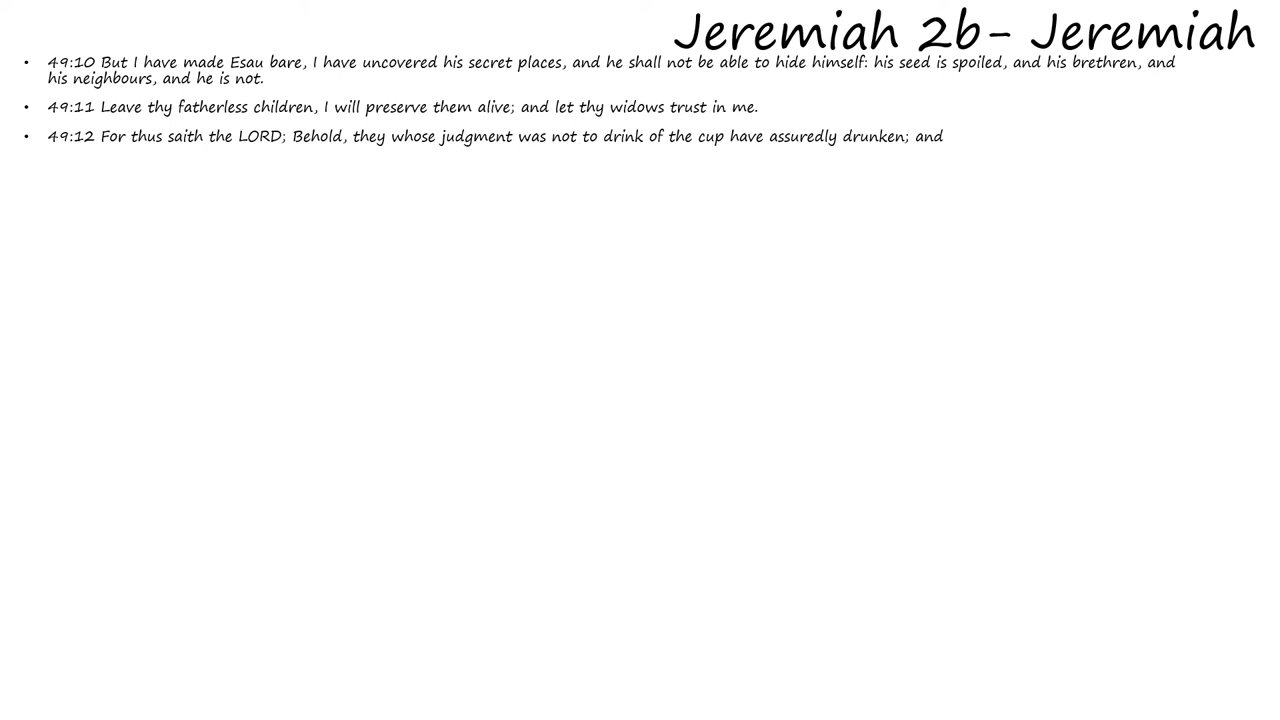 Jeremiah 2b- Jeremiah
• 49:10 But I have made Esau bare, I have uncovered his secret places, and he shall not be able to hide himself: his seed is spoiled, and his brethren, and
his neighbours, and he is not.
• 49:11 Leave thy fatherless children, I will preserve them alive; and let thy widows trust in me.
• 49:12 For thus saith the LORD; Behold, they whose judgment was not to drink of the cup have assuredly drunken; and